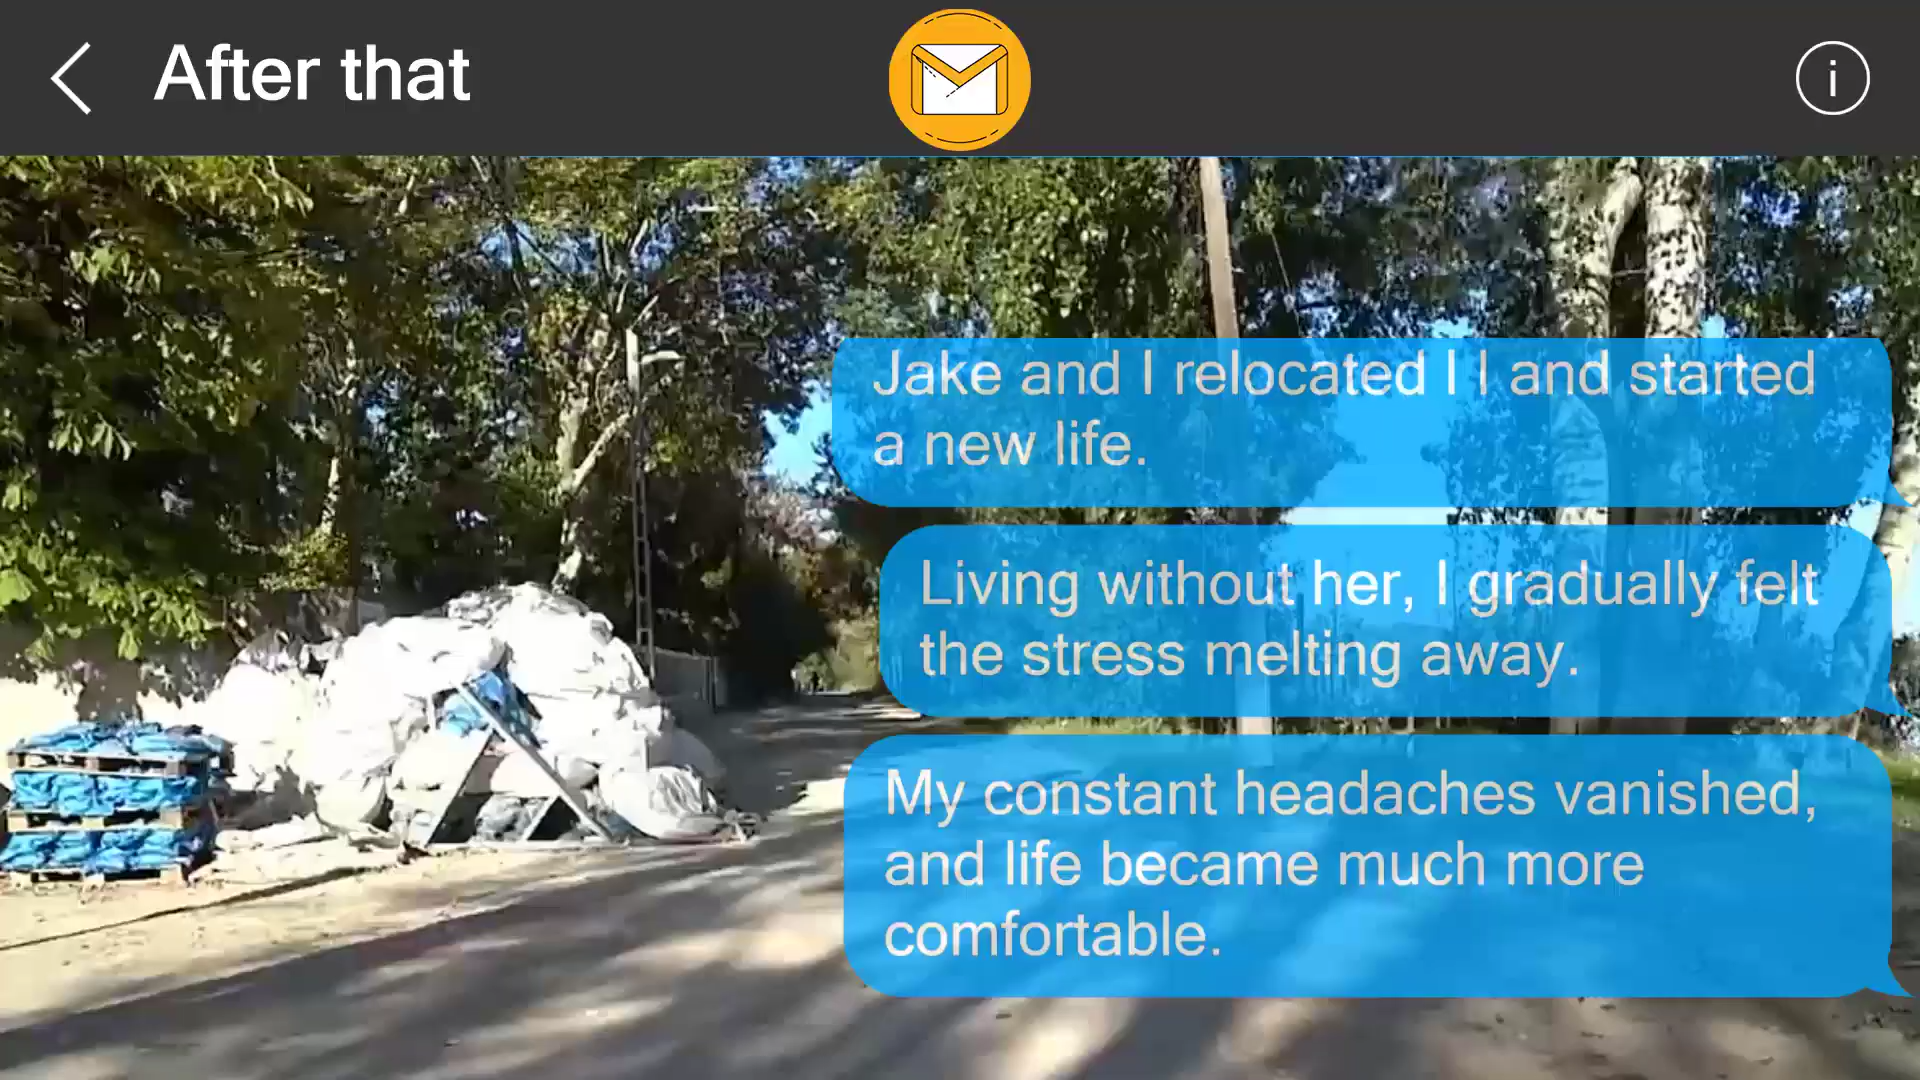 After that
Jake and I relocated I I and started
a new life.
Living without her, I gradually felt
the stress melting away.
My constant headaches vanished,
and life became much more
comfortable.